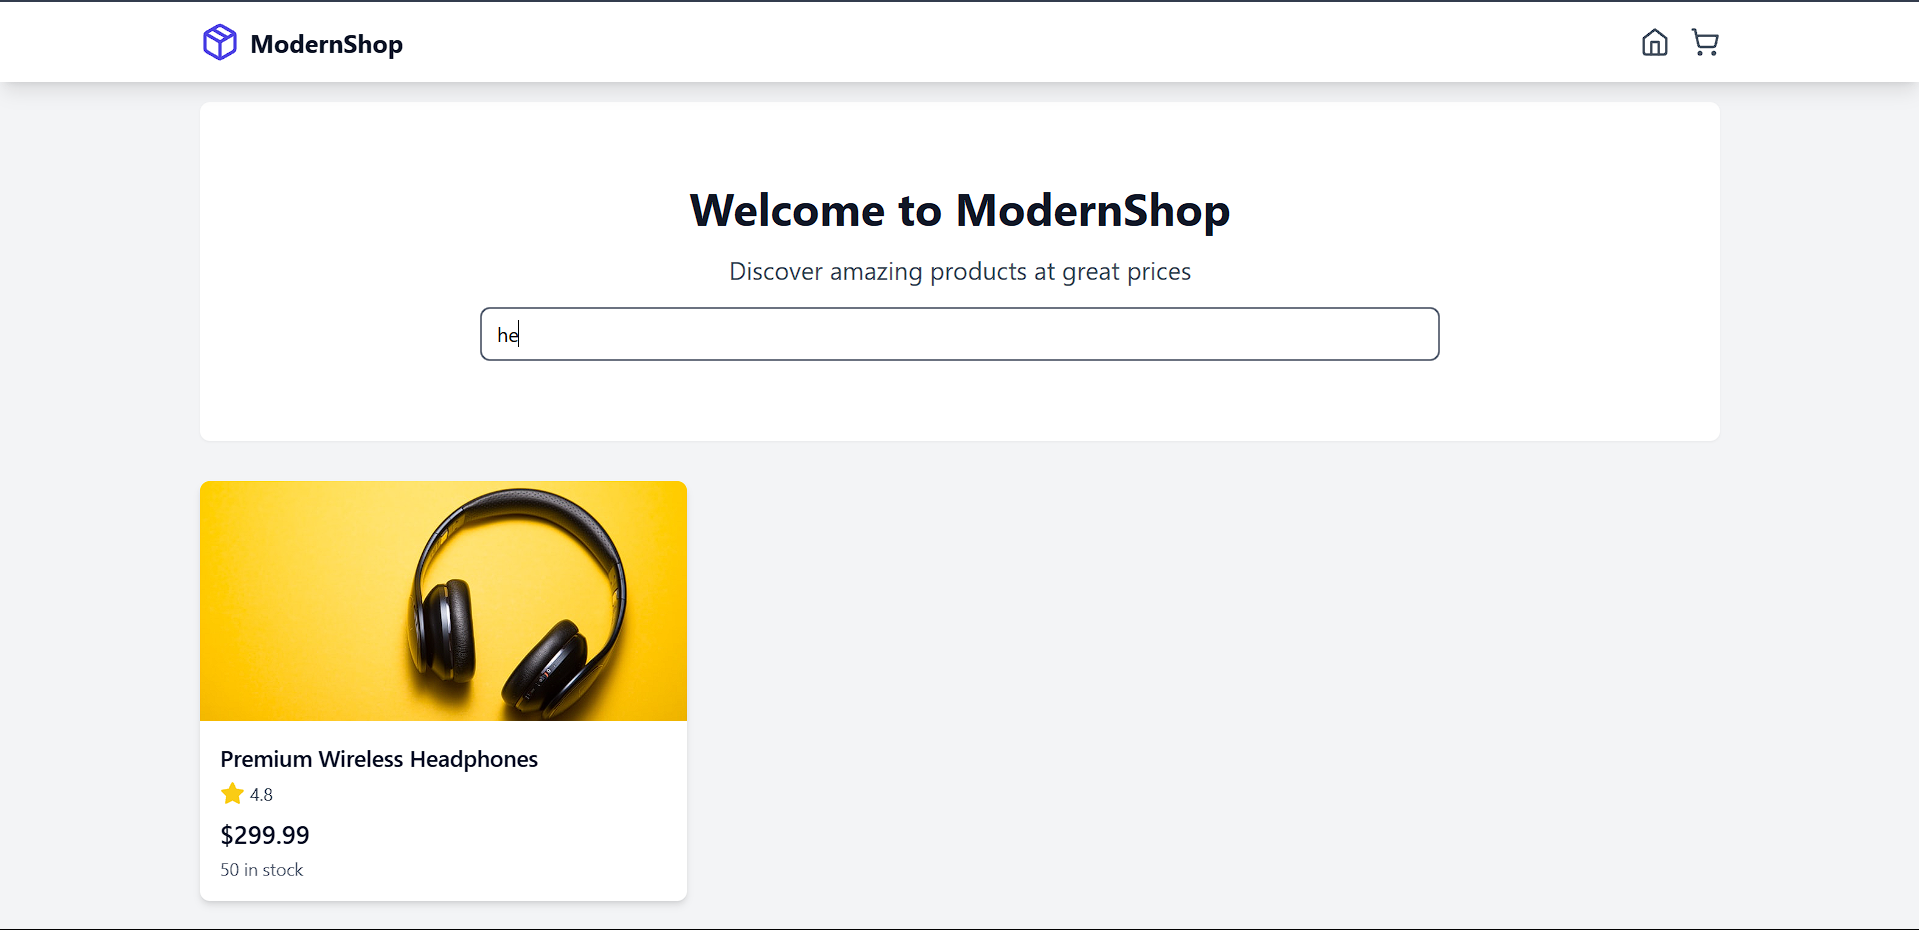 ModernShop
Welcome to ModernShop
Discover amazing products at great prices
he
Premium Wireless Headphones
4.8
$299.99
50 in stock